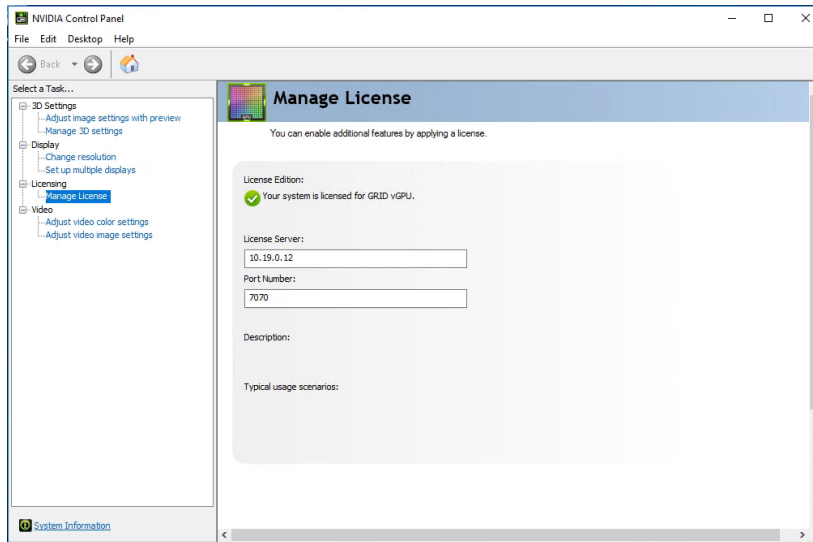 NVIDIA Control Panel
File Edit Desktop Help
Back
Select a Task...
3D Settings
Adjust image settings with preview
Manage 3D settings
Display
Change resolution
Set up multiple displays
Licensing
Manage License
Video
Adjust video color settings
Adjust video image settings
System Information
Manage License
You can enable additional features by applying a license.
License Edition:
Your system is licensed for GRID vGPU.
License Server:
10.19.0.12
Port Number:
7070
Description:
Typical usage scenarios: